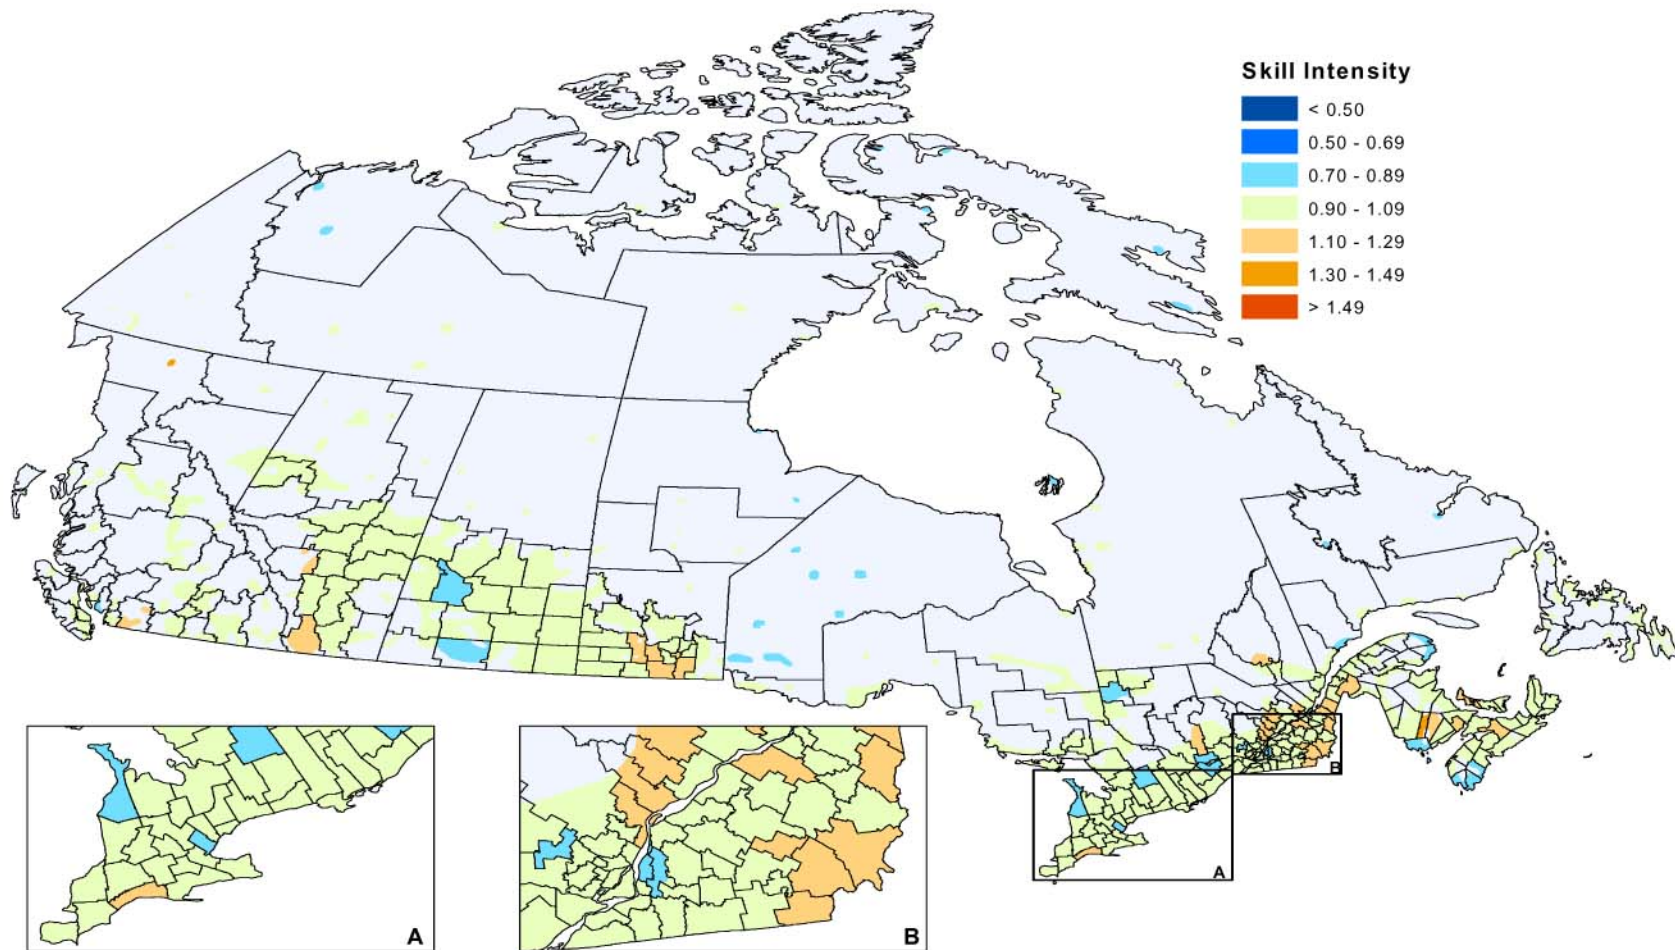 Skill Intensity
< 0.50
0.50 - 0.69
0.70 - 0.89
0.90 - 1.09
1.10 - 1.29
1.30 - 1.49
> 1.49
B
A
A
B